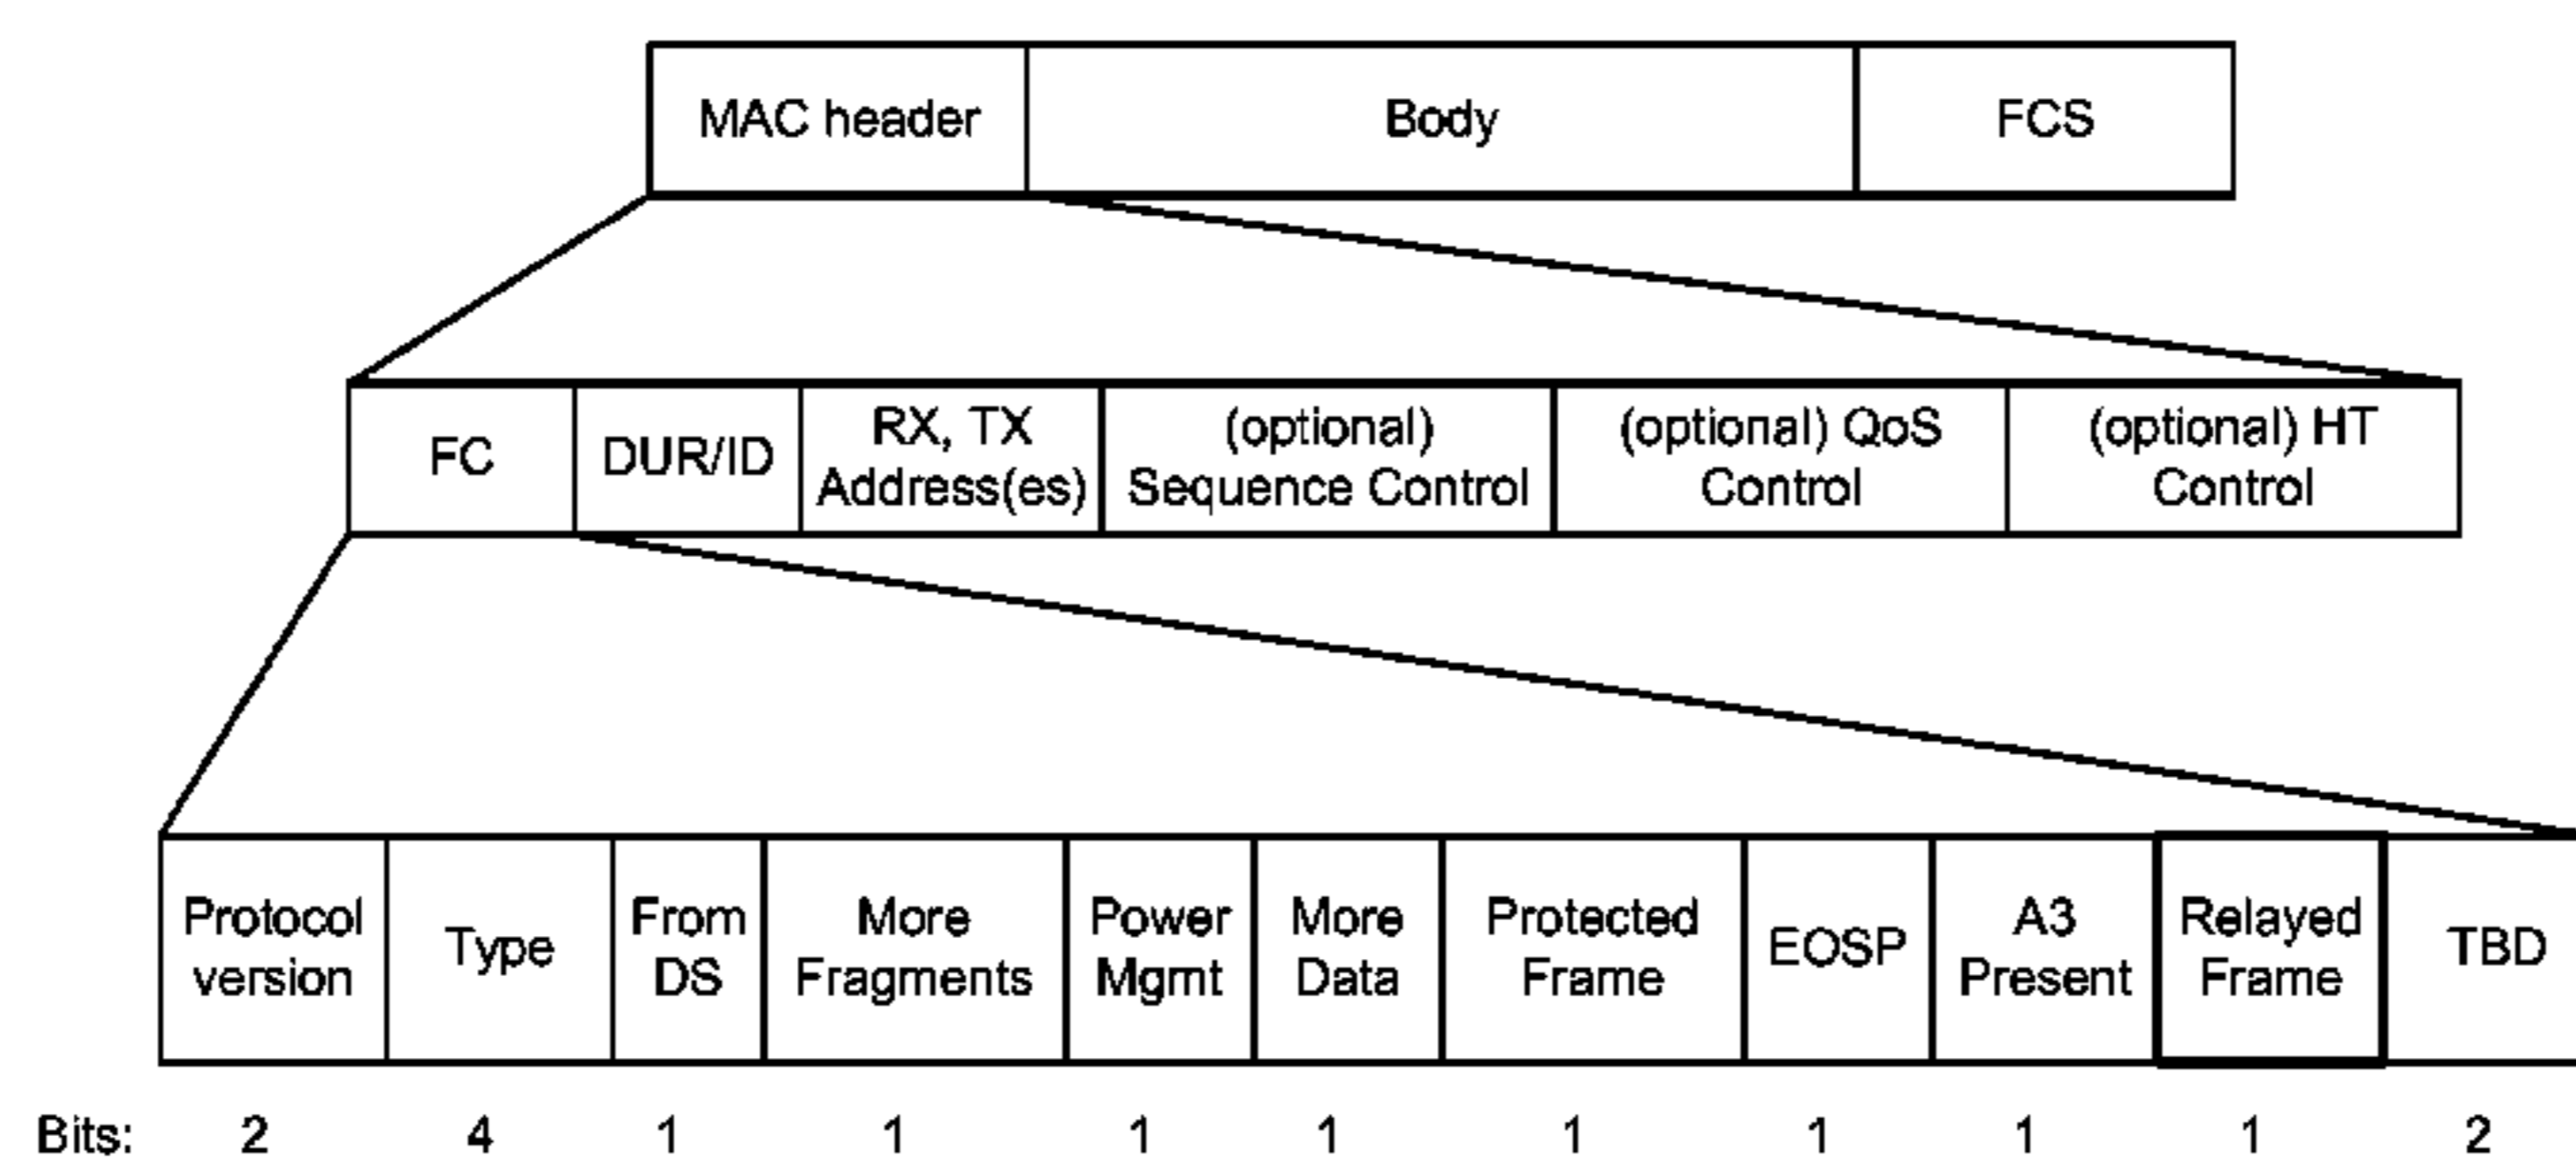 MAC header
Body
FCS
FC
DUR/ID
RX, TX
Address(es)
(optional)
Sequence Control
(optional) QoS
Control
(optional) HT
Control
Protocol
version
Type
From
DS
More
Fragments
Power
Mgmt
More
Data
Protected
Frame
EOSP
A3
Present
Relayed
Frame
TBD
Bits: 2 4 1 1 1 1 1 1 1 1 2